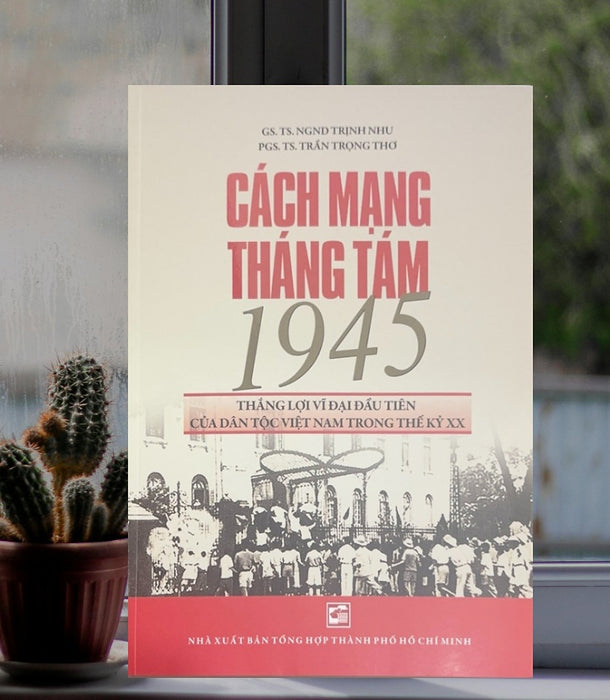 GS. TS. NGND TRỊNH NHU
PGS. TS. TRẦN TRỌNG THƠ
CÁCH MẠNG
THÁNG TÁM
1945
THẮNG LỢI VĨ ĐẠI ĐẦU TIÊN
CỦA DÂN TỘC VIỆT NAM TRONG THẾ KỶ XX
NHÀ XUẤT BẢN TỔNG HỢP THÀNH PHỐ HỒ CHÍ MINH